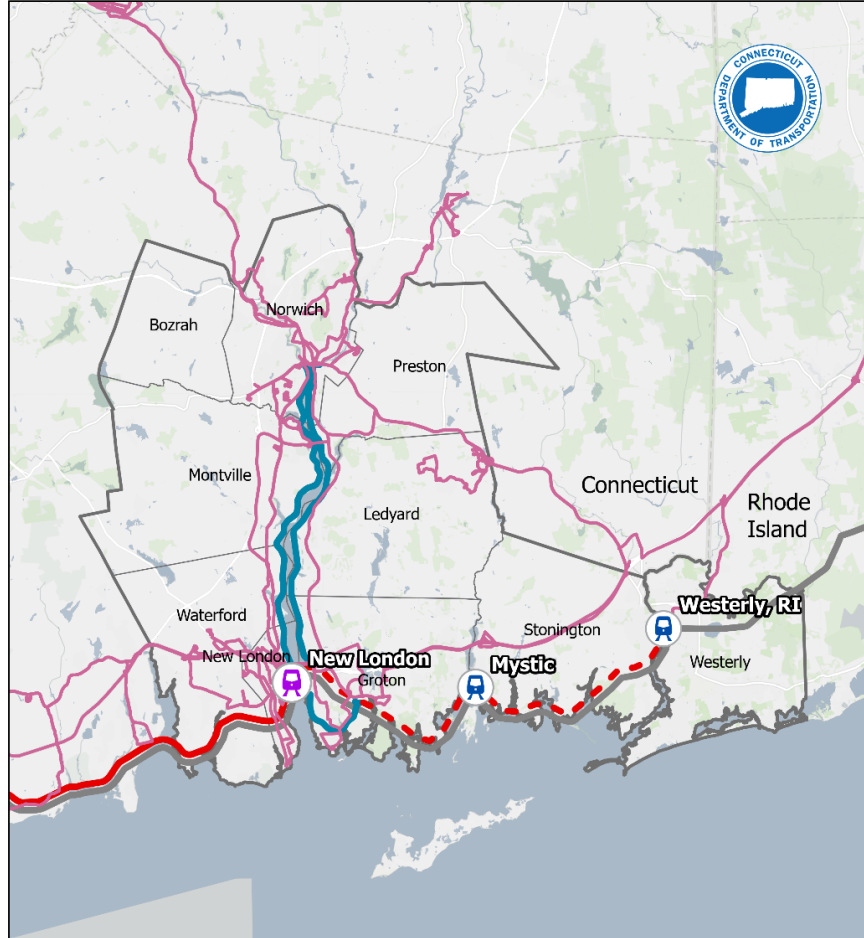 CONNECTICUT
DEPARTMENT OF TRANSPORTATION
Norwich
Bozrah
Preston
Montville
Connecticut
Ledyard
Rhode
Island
Waterford
Westerly, RI
Stonington
New London
New London
Mystic
Westerly
Groton